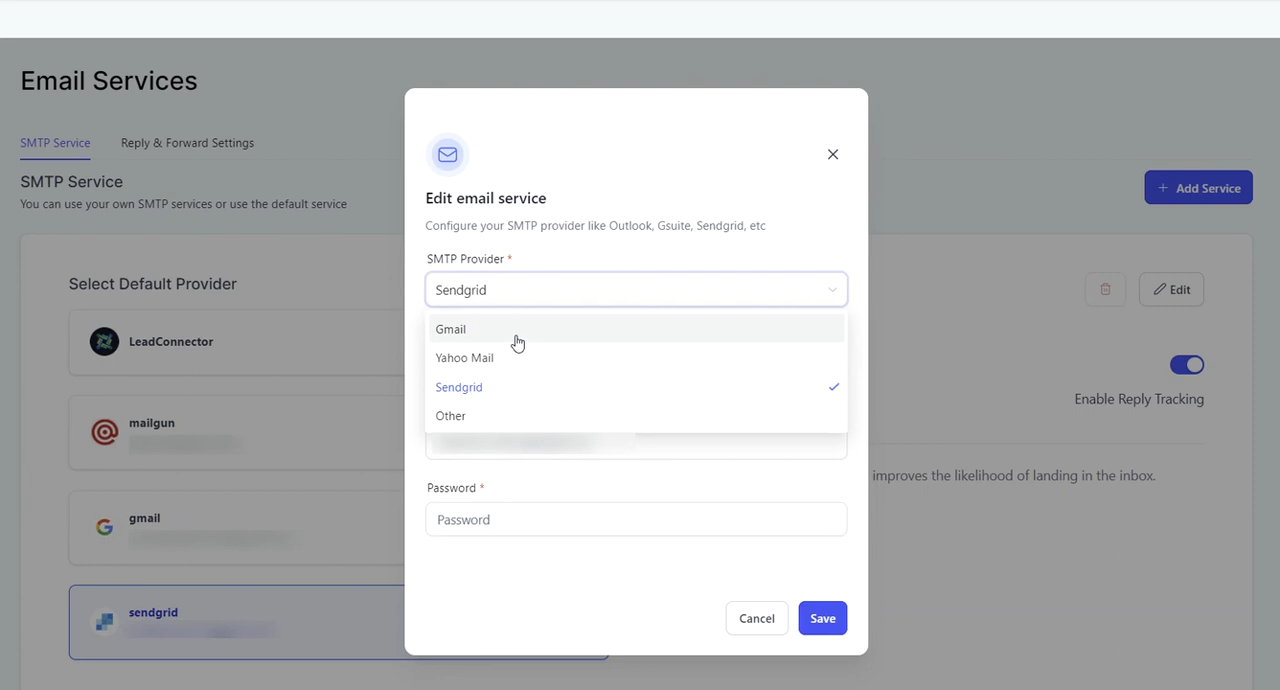 Email Services
SMTP Service
Reply & Forward Settings
SMTP Service
You can use your own SMTP services or use the default service
+ Add Service
Select Default Provider
Edit
LeadConnector
mailgun
gmail
sendgrid
Enable Reply Tracking
improves the likelihood of landing in the inbox.
Edit email service
Configure your SMTP provider like Outlook, Gsuite, Sendgrid, etc
SMTP Provider *
Sendgrid
Gmail
Yahoo Mail
Sendgrid
Other
Password *
Password
Cancel
Save